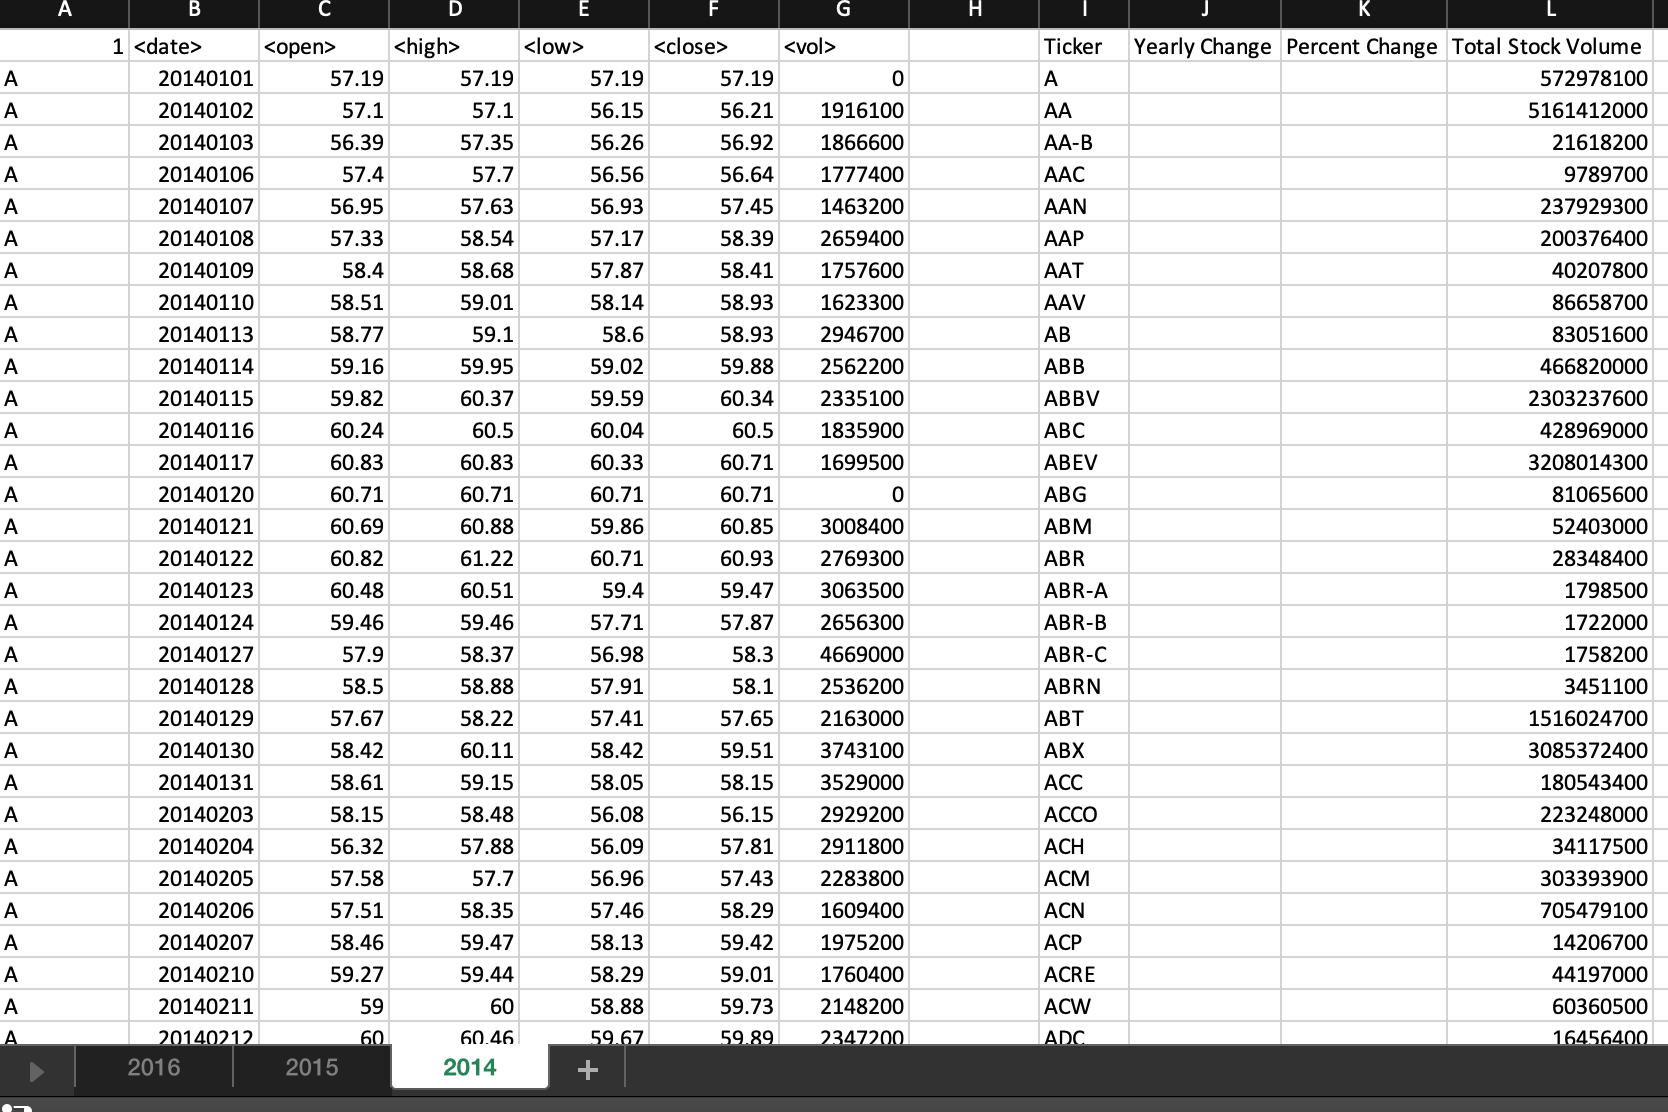 A B C D E F G H I J K L
1 <date> <open> <high> <low> <close> <vol> Ticker Yearly Change Percent Change Total Stock Volume
A 20140101 57.19 57.19 57.19 57.19 0 A 572978100
A 20140102 57.1 57.1 56.15 56.21 1916100 AA 5161412000
A 20140103 56.39 57.35 56.26 56.92 1866600 AA-B 21618200
A 20140106 57.4 57.7 56.56 56.64 1777400 AAC 9789700
A 20140107 56.95 57.63 56.93 57.45 1463200 AAN 237929300
A 20140108 57.33 58.54 57.17 58.39 2659400 AAP 200376400
A 20140109 58.4 58.68 57.87 58.41 1757600 AAT 40207800
A 20140110 58.51 59.01 58.14 58.93 1623300 AAV 86658700
A 20140113 58.77 59.1 58.6 58.93 2946700 AB 83051600
A 20140114 59.16 59.95 59.02 59.88 2562200 ABB 466820000
A 20140115 59.82 60.37 59.59 60.34 2335100 ABBV 2303237600
A 20140116 60.24 60.5 60.04 60.5 1835900 ABC 428969000
A 20140117 60.83 60.83 60.33 60.71 1699500 ABEV 3208014300
A 20140120 60.71 60.71 60.71 60.71 0 ABG 81065600
A 20140121 60.69 60.88 59.86 60.85 3008400 ABM 52403000
A 20140122 60.82 61.22 60.71 60.93 2769300 ABR 28348400
A 20140123 60.48 60.51 59.4 59.47 3063500 ABR-A 1798500
A 20140124 59.46 59.46 57.71 57.87 2656300 ABR-B 1722000
A 20140127 57.9 58.37 56.98 58.3 4669000 ABR-C 1758200
A 20140128 58.5 58.88 57.91 58.1 2536200 ABRN 3451100
A 20140129 57.67 58.22 57.41 57.65 2163000 ABT 1516024700
A 20140130 58.42 60.11 58.42 59.51 3743100 ABX 3085372400
A 20140131 58.61 59.15 58.05 58.15 3529000 ACC 180543400
A 20140203 58.15 58.48 56.08 56.15 2929200 ACCO 223248000
A 20140204 56.32 57.88 56.09 57.81 2911800 ACH 34117500
A 20140205 57.58 57.7 56.96 57.43 2283800 ACM 303393900
A 20140206 57.51 58.35 57.46 58.29 1609400 ACN 705479100
A 20140207 58.46 59.47 58.13 59.42 1975200 ACP 14206700
A 20140210 59.27 59.44 58.29 59.01 1760400 ACRE 44197000
A 20140211 59 60 58.88 59.73 2148200 ACW 60360500
A 20140212 60 60.46 59.67 59.89 2347200 ADC 16456400
2016 2015 2014 +